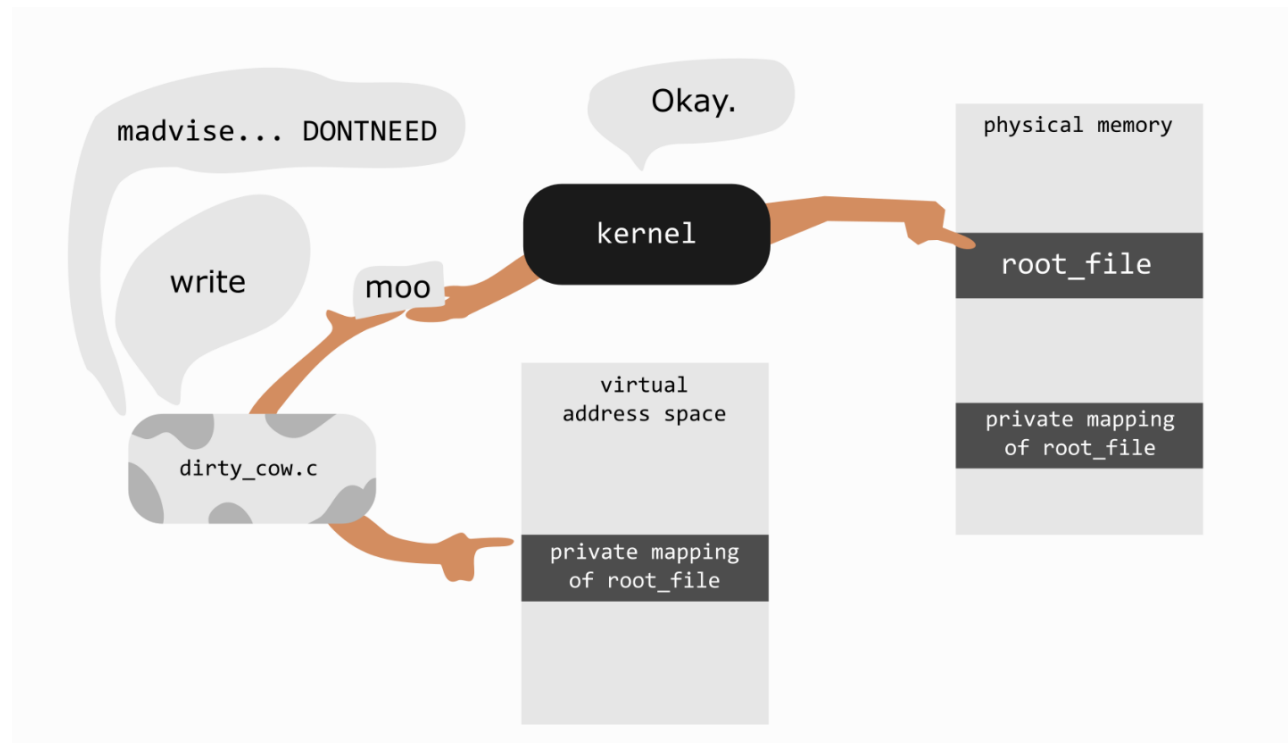 madvise... DONTNEED
Okay.
physical memory
write
moo
kernel
root_file
dirty_cow.c
virtual
address space
private mapping
of root_file
private mapping
of root_file